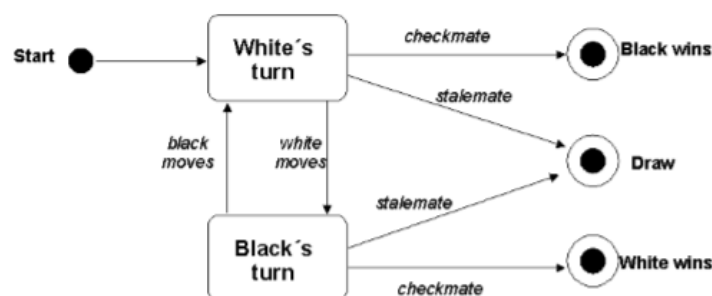 Start
White´s
turn
checkmate
Black wins
stalemate
black
moves
white
moves
Draw
stalemate
Black´s
turn
White wins
checkmate